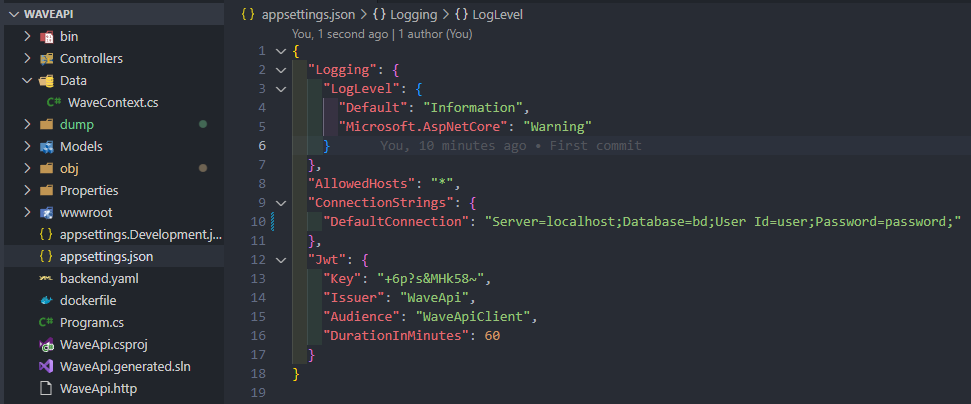 WAVEAPI
bin
Controllers
Data
WaveContext.cs
dump
Models
obj
Properties
wwwroot
appsettings.Development.j...
appsettings.json
backend.yaml
dockerfile
Program.cs
WaveApi.csproj
WaveApi.generated.sln
WaveApi.http
{ } appsettings.json > { } Logging > { } LogLevel
You, 1 second ago | 1 author (You)
1 {
2 "Logging": {
3 "LogLevel": {
4 "Default": "Information",
5 "Microsoft.AspNetCore": "Warning"
6 } You, 10 minutes ago • First commit
7 },
8 "AllowedHosts": "*",
9 "ConnectionStrings": {
10 "DefaultConnection": "Server=localhost;Database=bd;User Id=user;Password=password;"
11 },
12 "Jwt": {
13 "Key": "+6p?s&MHk58~",
14 "Issuer": "WaveApi",
15 "Audience": "WaveApiClient",
16 "DurationInMinutes": 60
17 }
18 }
19